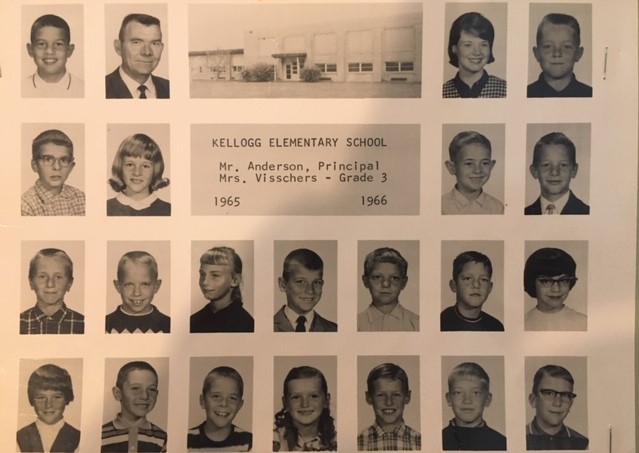 KELLOGG ELEMENTARY SCHOOL
Mr. Anderson, Principal
Mrs. Visschers - Grade 3
1965 1966